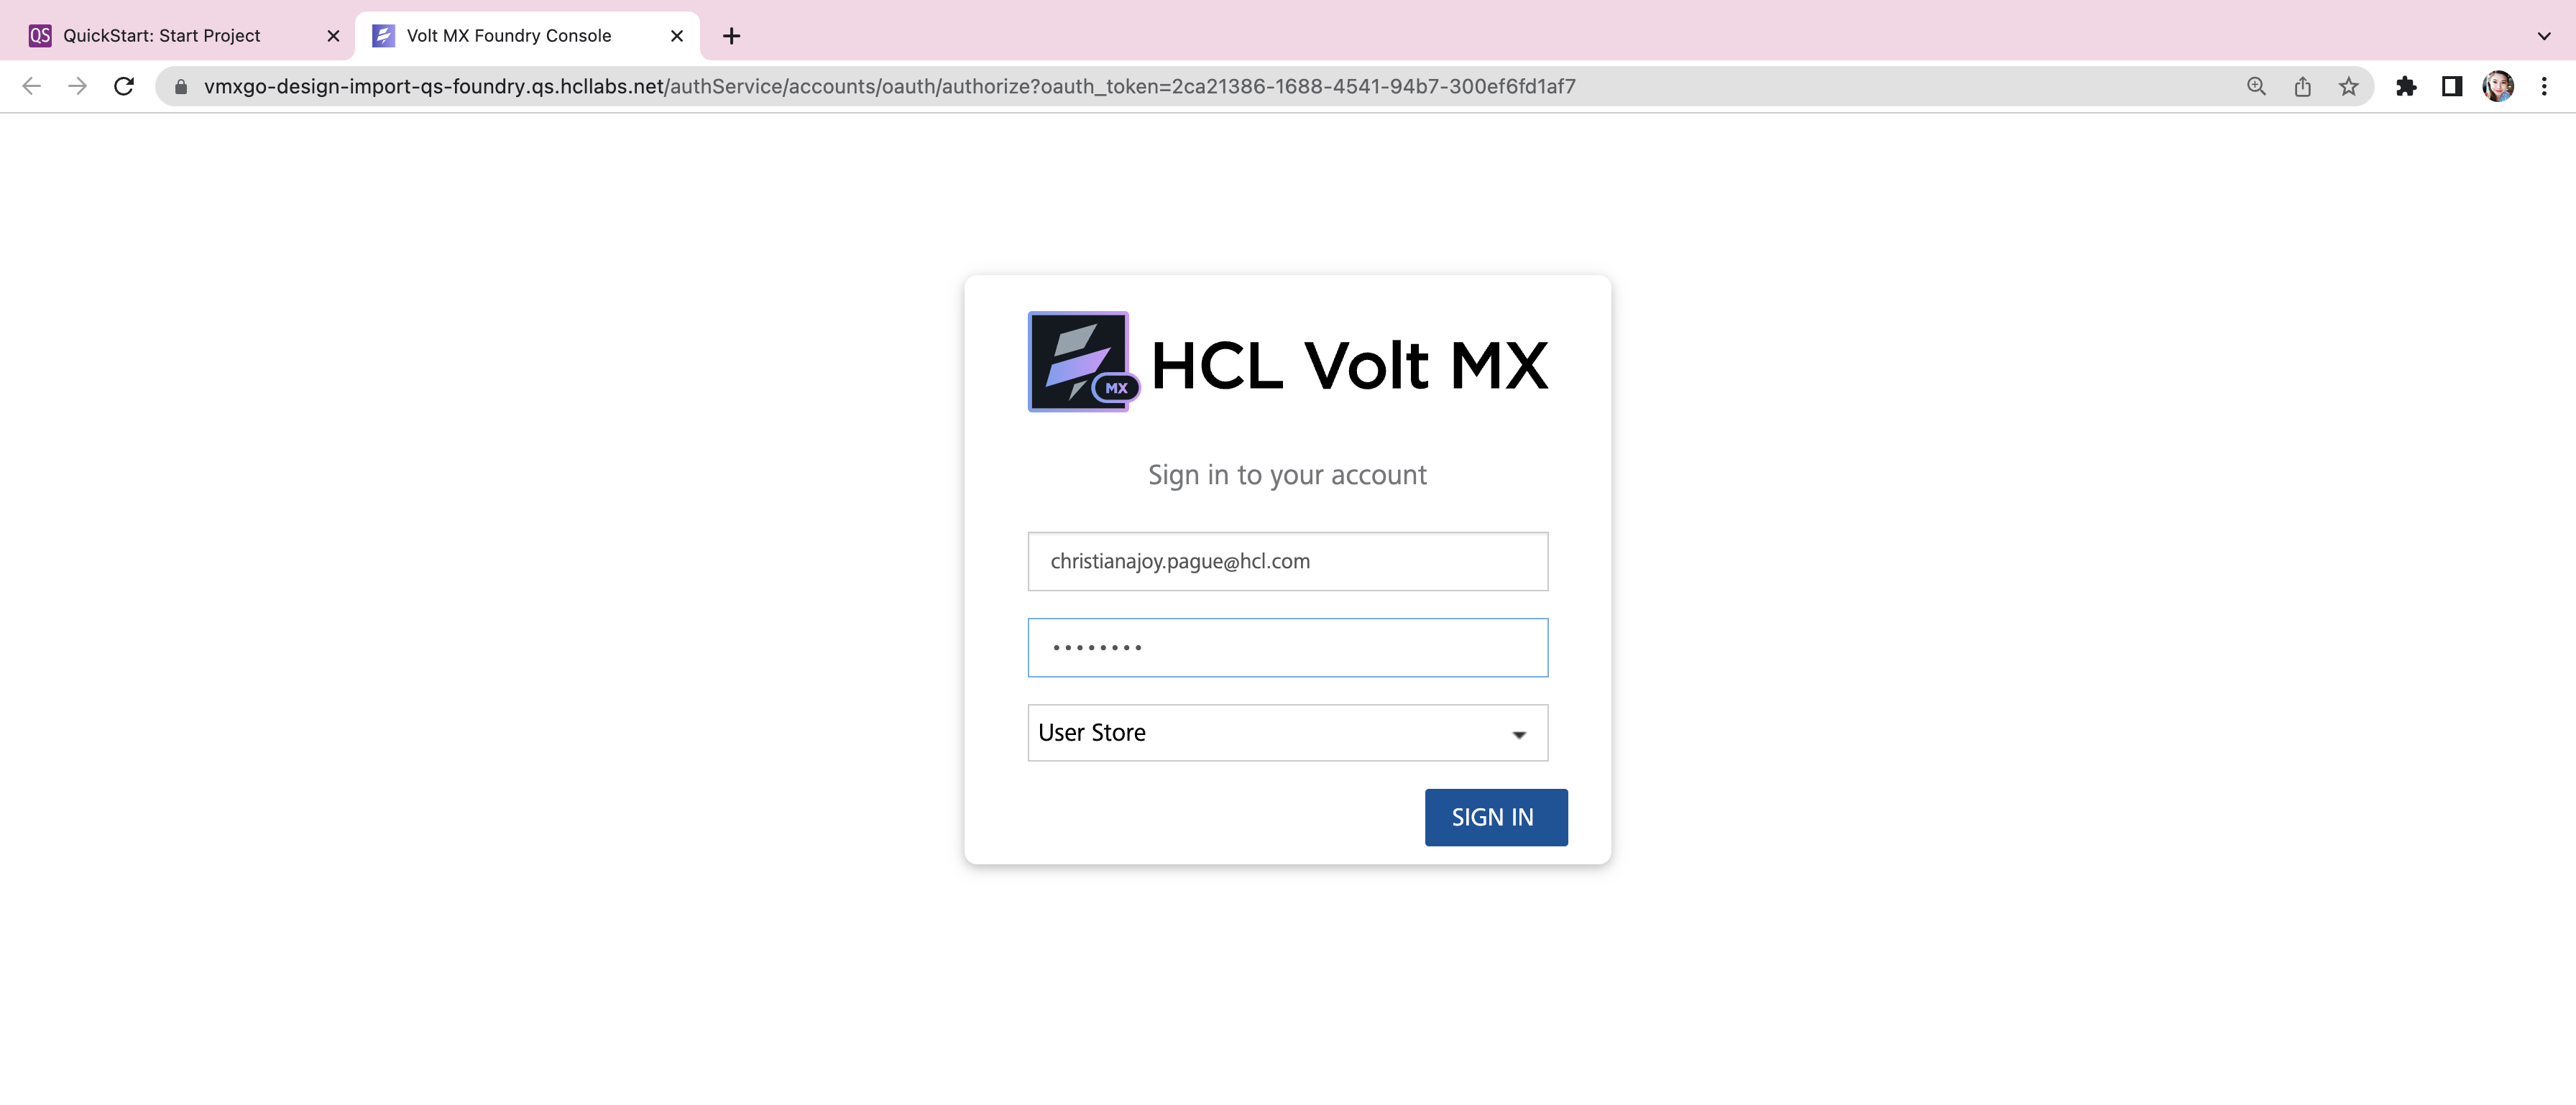 QS QuickStart: Start Project
Volt MX Foundry Console
vmxgo-design-import-qs-foundry.qs.hcllabs.net/authService/accounts/oauth/authorize?oauth_token=2ca21386-1688-4541-94b7-300ef6fd1af7
MX
HCL Volt MX
Sign in to your account
christianajoy.pague@hcl.com
••••••••
User Store
SIGN IN